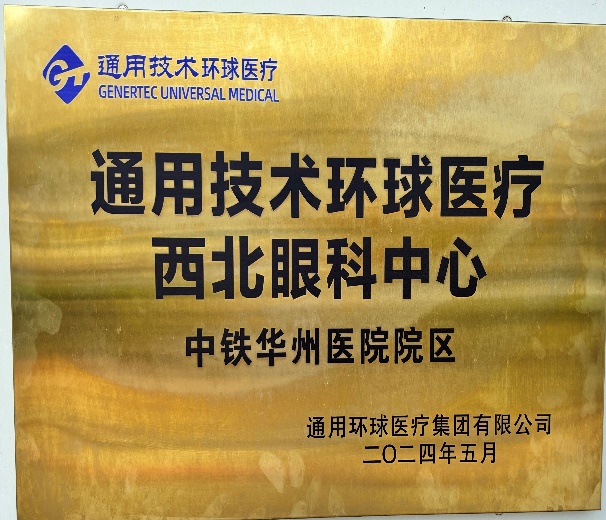 通用技术环球医疗
GENERTEC UNIVERSAL MEDICAL
通用技术环球医疗
西北眼科中心
中铁华州医院院区
通用环球医疗集团有限公司
二〇二四年五月